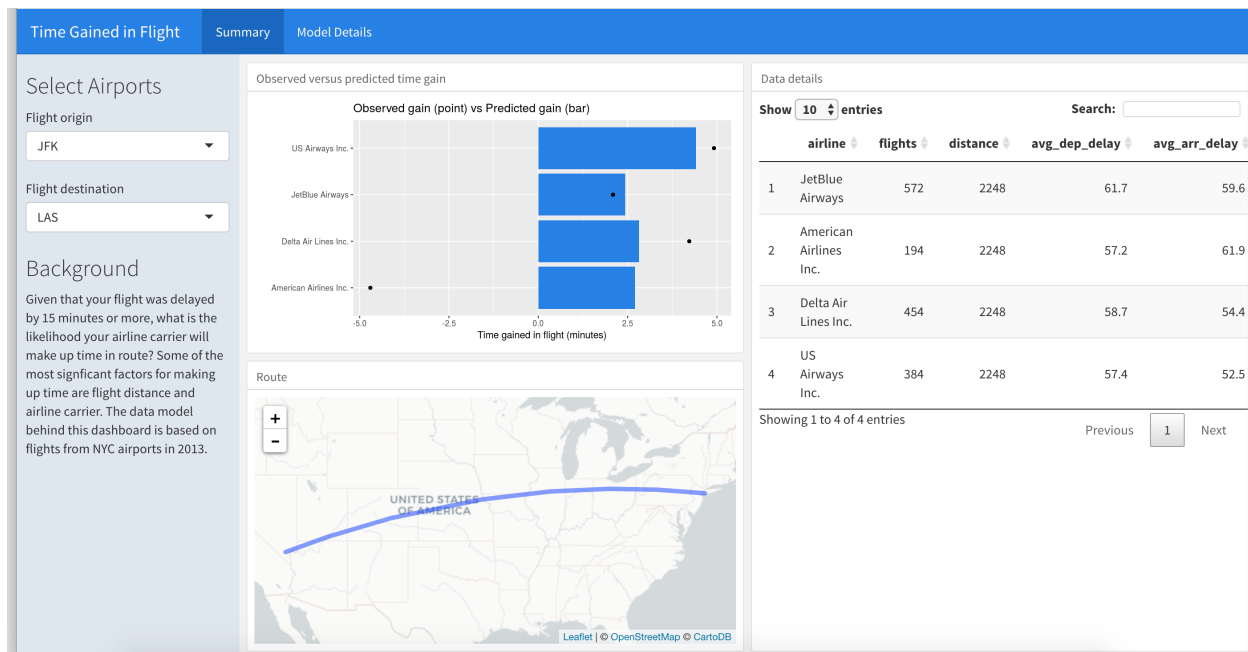 Time Gained in Flight
Summary
Model Details
Select Airports
Flight origin
JFK
Flight destination
LAS
Background
Given that your flight was delayed
by 15 minutes or more, what is the
likelihood your airline carrier will
make up time in route? Some of the
most signficant factors for making
up time are flight distance and
airline carrier. The data model
behind this dashboard is based on
flights from NYC airports in 2013.
Observed versus predicted time gain
Observed gain (point) vs Predicted gain (bar)
US Airways Inc.
JetBlue Airways
Delta Air Lines Inc.
American Airlines Inc.
-5.0 -2.5 0.0 2.5 5.0
Time gained in flight (minutes)
Route
+
−
UNITED STATES
OF AMERICA
Leaflet | © OpenStreetMap © CartoDB
Data details
Show 10 entries
Search:
airline flights distance avg_dep_delay avg_arr_delay
1 JetBlue Airways 572 2248 61.7 59.6
2 American Airlines Inc. 194 2248 57.2 61.9
3 Delta Air Lines Inc. 454 2248 58.7 54.4
4 US Airways Inc. 384 2248 57.4 52.5
Showing 1 to 4 of 4 entries
Previous 1 Next